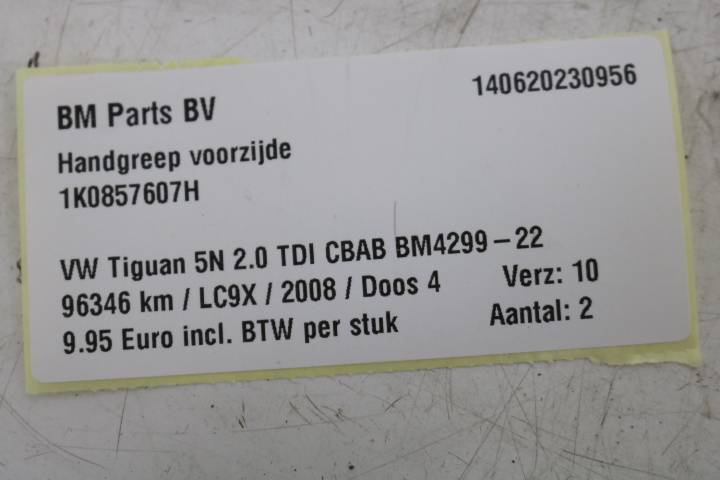 BM Parts BV 140620230956
Handgreep voorzijde
1K0857607H
VW Tiguan 5N 2.0 TDI CBAB BM4299-22
96346 km / LC9X / 2008 / Doos 4 Verz: 10
9.95 Euro incl. BTW per stuk Aantal: 2